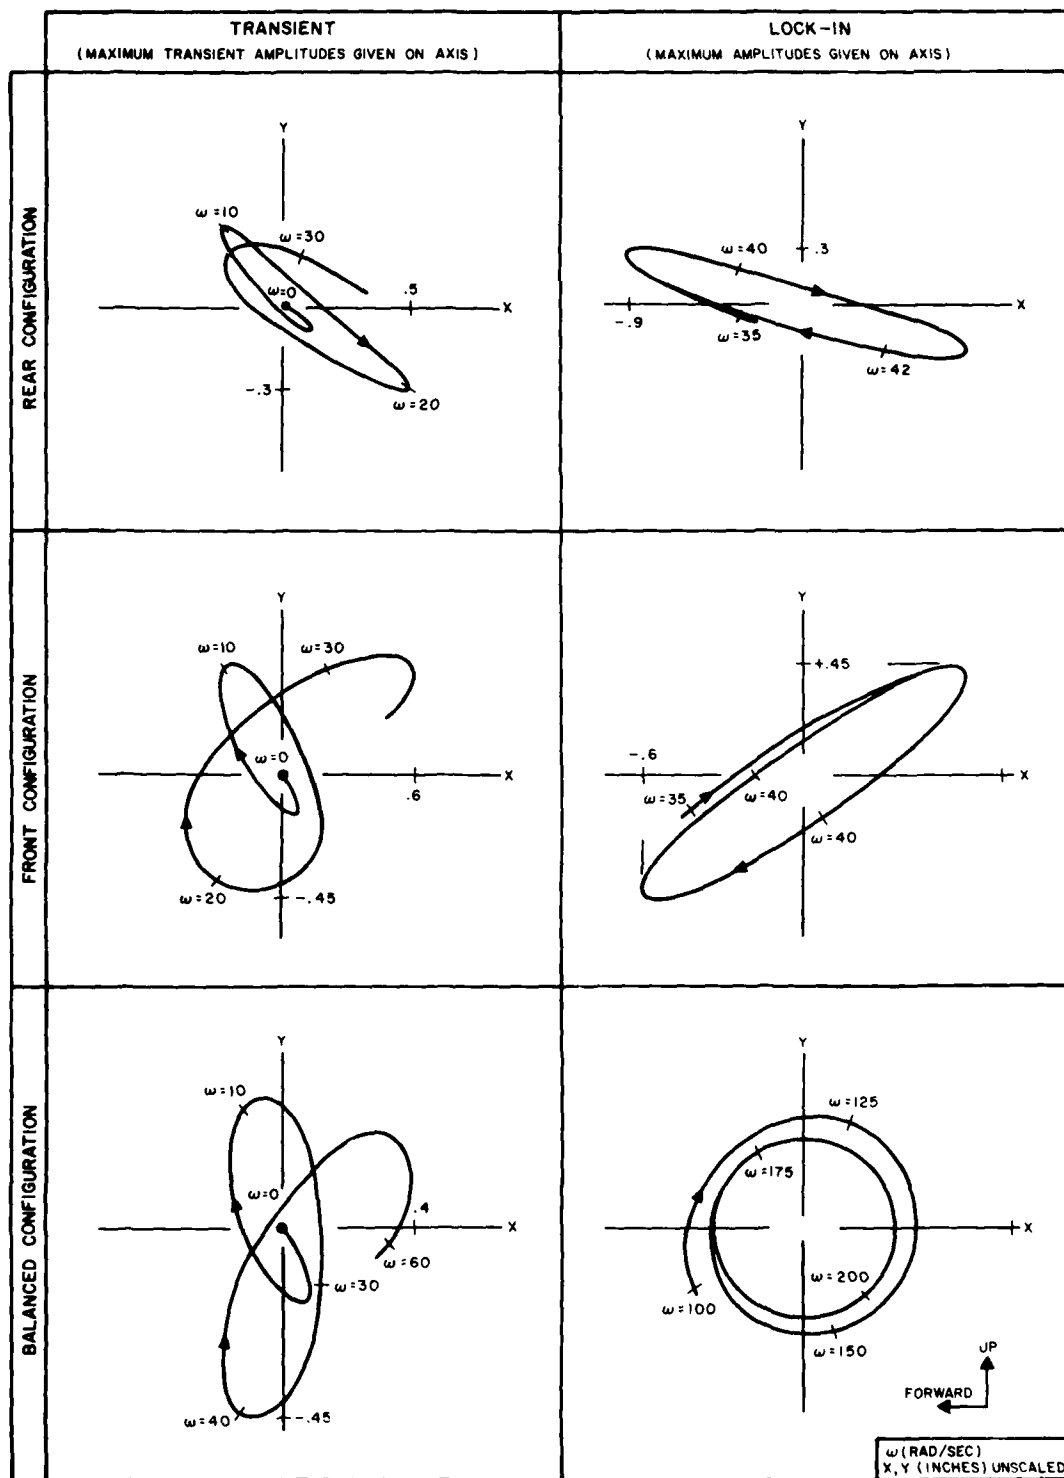 TRANSIENT
(MAXIMUM TRANSIENT AMPLITUDES GIVEN ON AXIS)
LOCK-IN
(MAXIMUM AMPLITUDES GIVEN ON AXIS)
REAR CONFIGURATION
Y
ω=10
ω=30
ω=0
.5
X
-.3
ω=20
Y
ω=40
.3
-.9
ω=35
X
ω=42
FRONT CONFIGURATION
Y
ω=10
ω=30
ω=0
X
.6
ω=20
-.45
Y
+.45
-.6
X
ω=35
ω=40
ω=40
BALANCED CONFIGURATION
Y
ω=10
ω=0
.4
X
ω=60
ω=30
ω=40
-.45
Y
ω=125
ω=175
X
ω=200
ω=100
ω=150
UP
FORWARD
ω (RAD/SEC)
X, Y (INCHES) UNSCALED